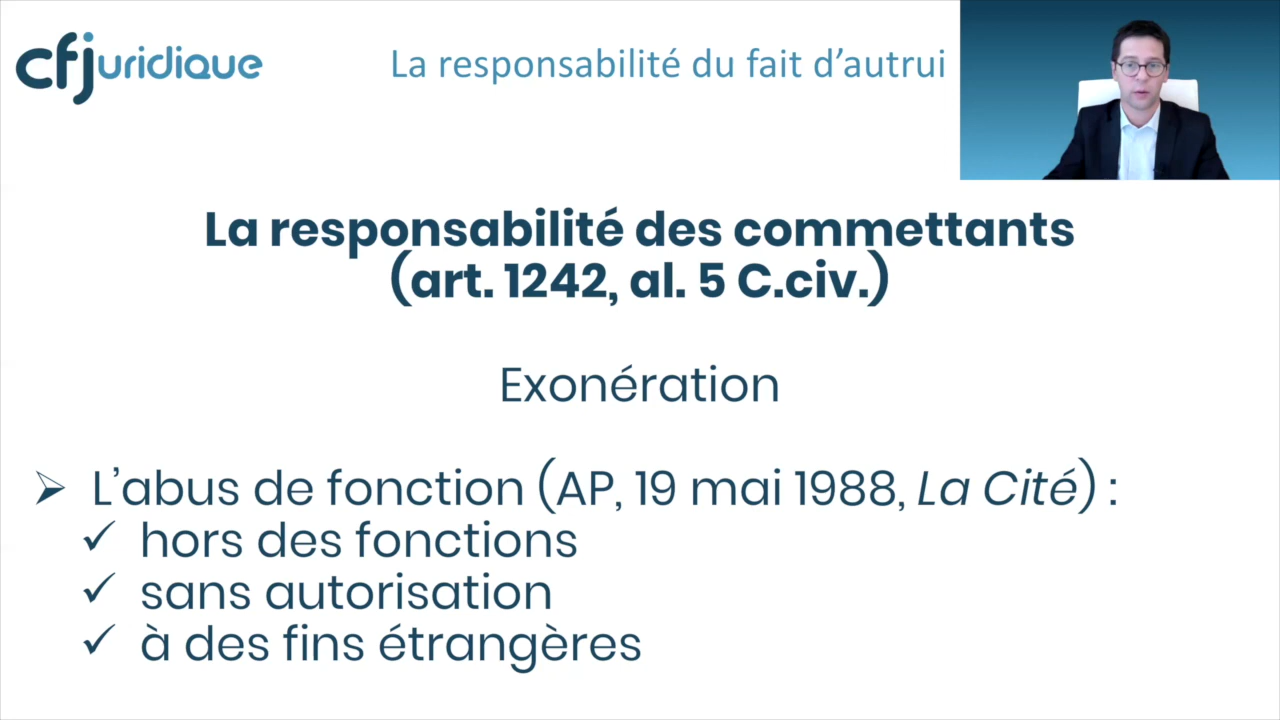 cfjuridique
La responsabilité du fait d’autrui
La responsabilité des commettants
(art. 1242, al. 5 C.civ.)
Exonération
➢ L’abus de fonction (AP, 19 mai 1988, La Cité) :
✓ hors des fonctions
✓ sans autorisation
✓ à des fins étrangères